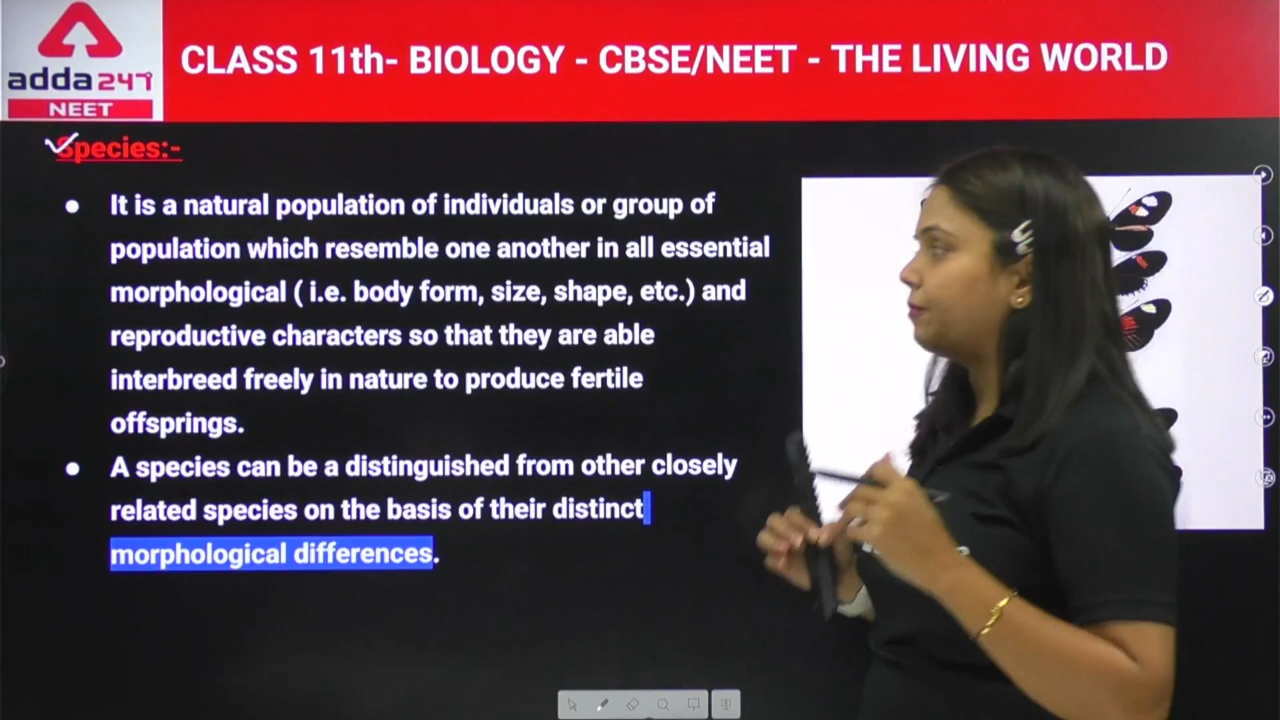 adda247
NEET
CLASS 11th- BIOLOGY - CBSE/NEET - THE LIVING WORLD
Species:-
● It is a natural population of individuals or group of
population which resemble one another in all essential
morphological ( i.e. body form, size, shape, etc.) and
reproductive characters so that they are able
interbreed freely in nature to produce fertile
offsprings.
● A species can be a distinguished from other closely
related species on the basis of their distinct
morphological differences.